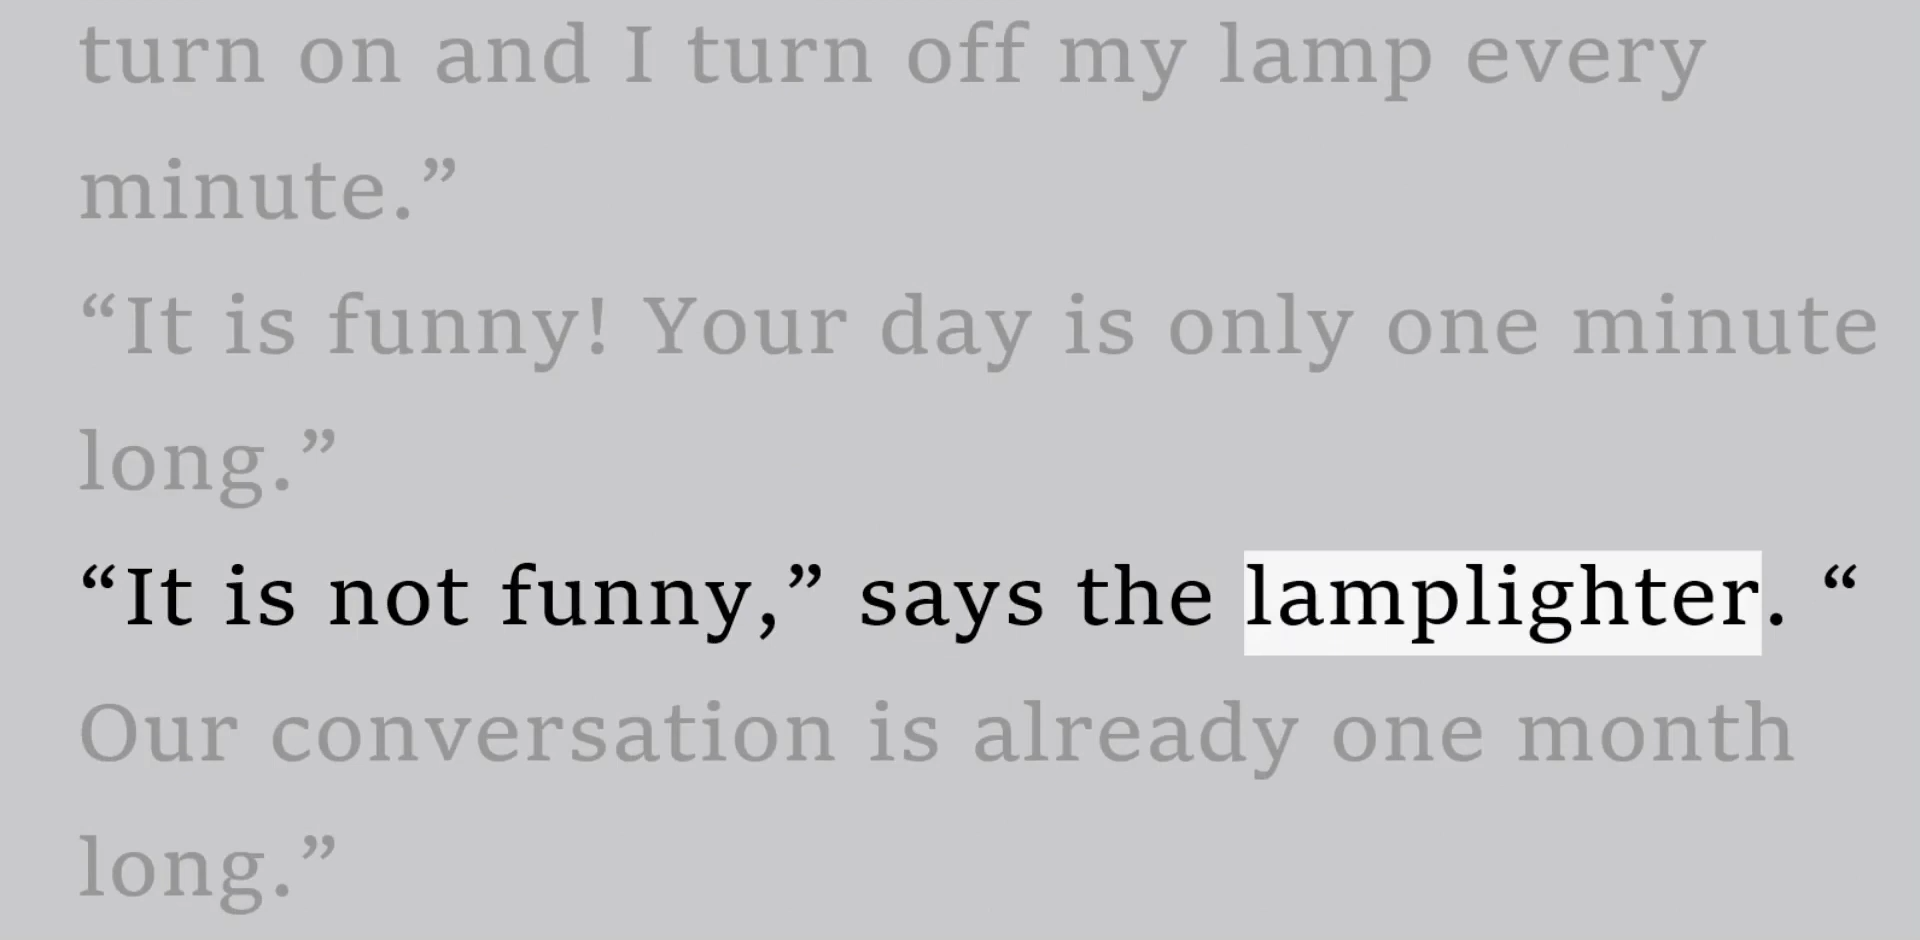 turn on and I turn off my lamp every
minute.”
“It is funny! Your day is only one minute
long.”
“It is not funny,” says the lamplighter. “
Our conversation is already one month
long.”